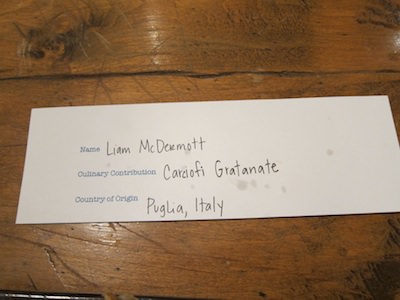 Name Liam McDermott
Culinary Contribution Carciofi Gratanate
Country of Origin Puglia, Italy